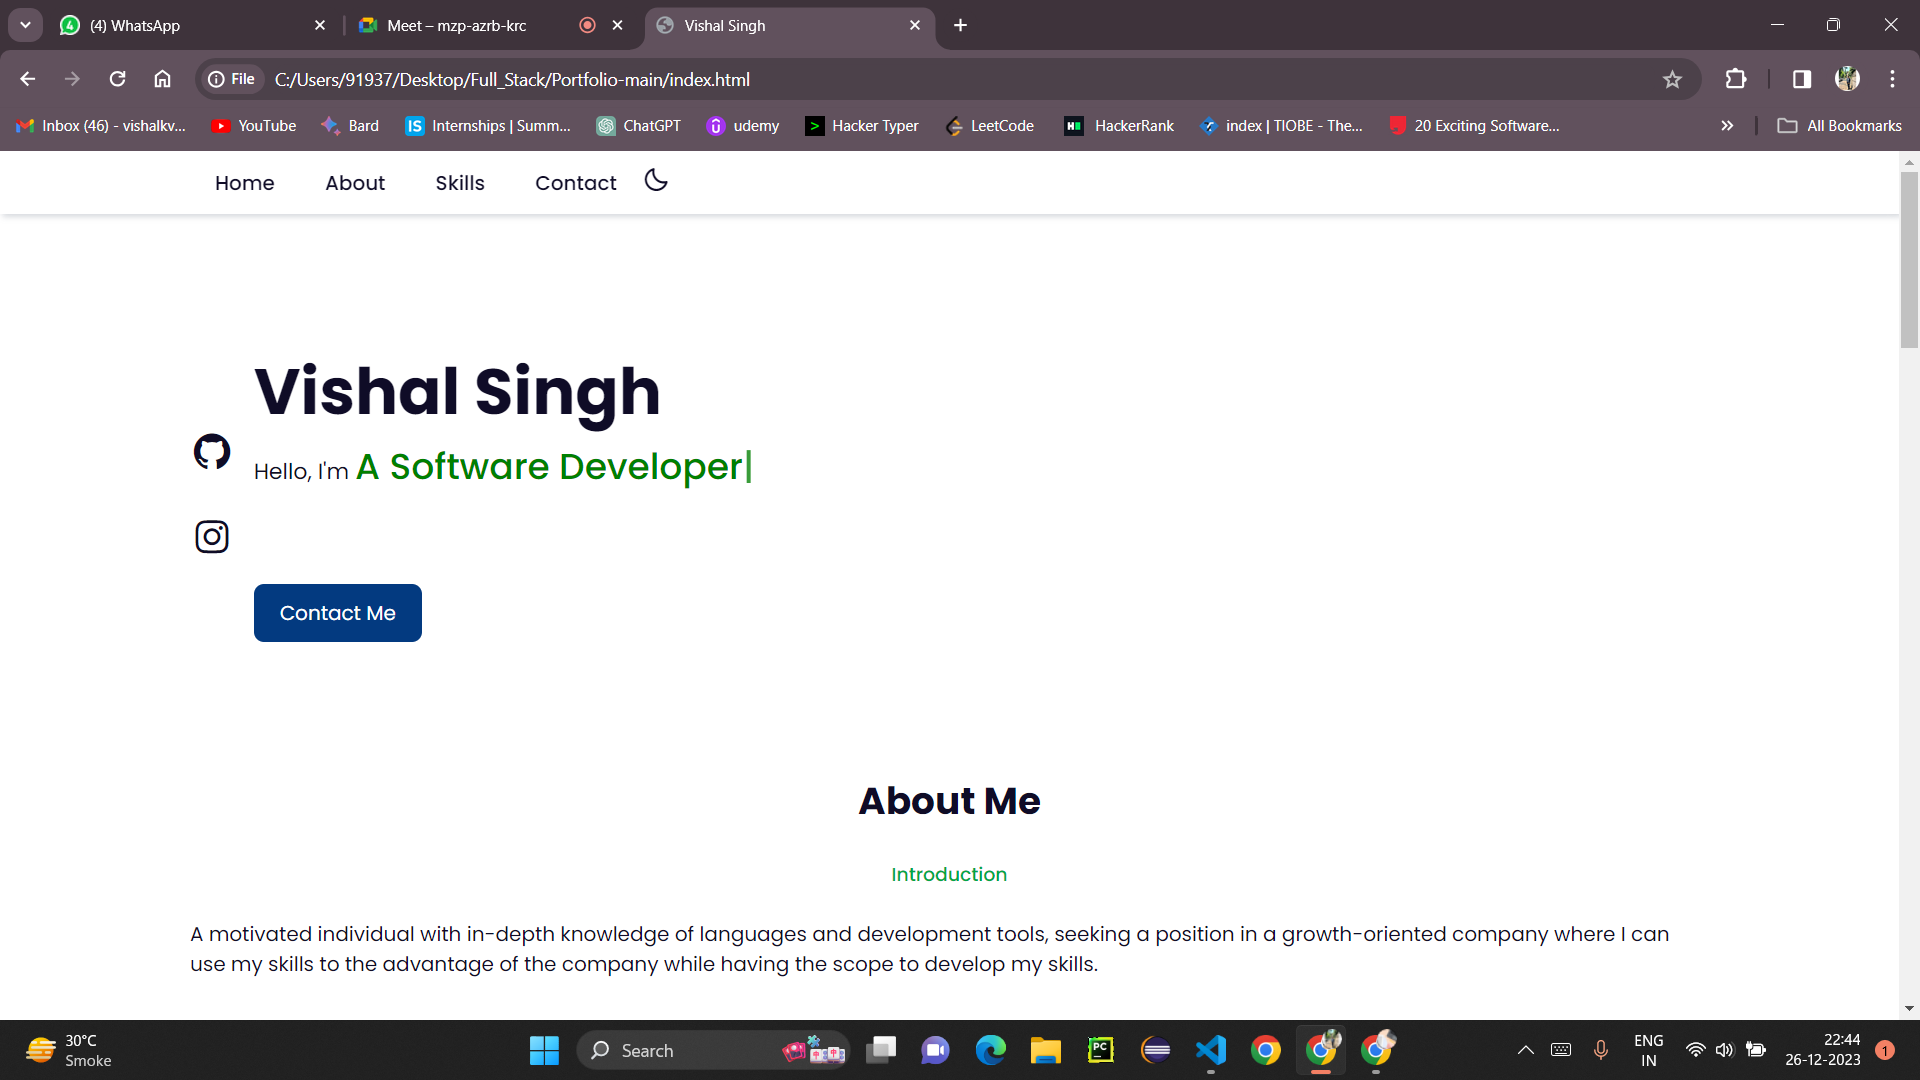 (4) WhatsApp
Meet – mzp-azrb-krc
Vishal Singh
File
C:/Users/91937/Desktop/Full_Stack/Portfolio-main/index.html
Inbox (46) - vishalkv...
YouTube
Bard
IS
Internships | Summ...
ChatGPT
udemy
Hacker Typer
LeetCode
HackerRank
index | TIOBE - The...
20 Exciting Software...
All Bookmarks
Home
About
Skills
Contact
Vishal Singh
Hello, I'm A Software Developer|
Contact Me
About Me
Introduction
A motivated individual with in-depth knowledge of languages and development tools, seeking a position in a growth-oriented company where I can
use my skills to the advantage of the company while having the scope to develop my skills.
30°C
Smoke
Search
PC
ENG
IN
22:44
26-12-2023
1